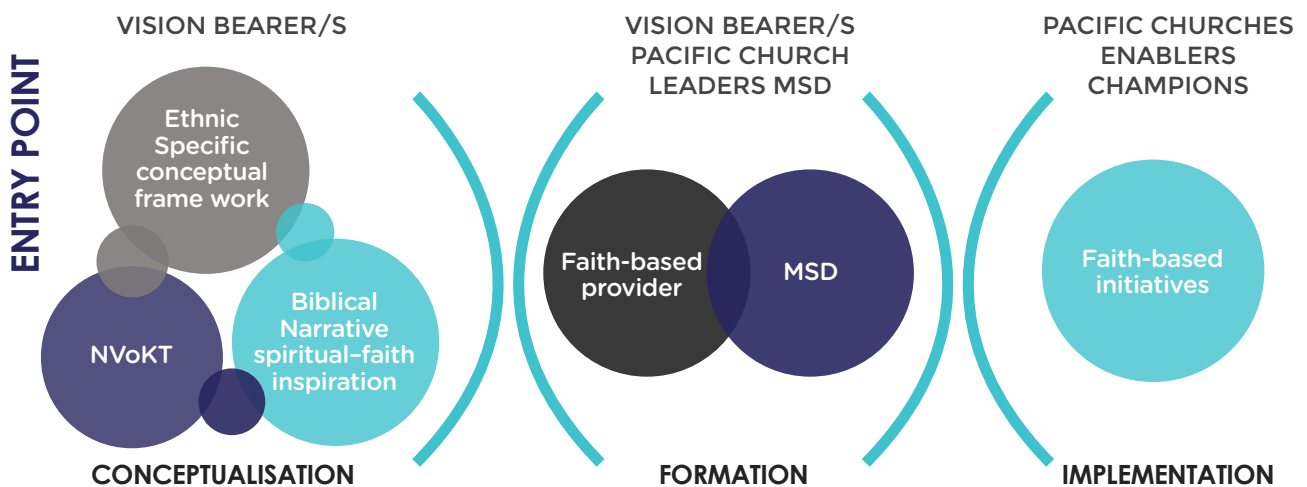 ENTRY POINT
VISION BEARER/S
Ethnic
Specific
conceptual
frame work
NVoKT
Biblical
Narrative
spiritual-faith
inspiration
CONCEPTUALISATION
VISION BEARER/S
PACIFIC CHURCH
LEADERS MSD
Faith-based
provider
MSD
FORMATION
PACIFIC CHURCHES
ENABLERS
CHAMPIONS
Faith-based
initiatives
IMPLEMENTATION